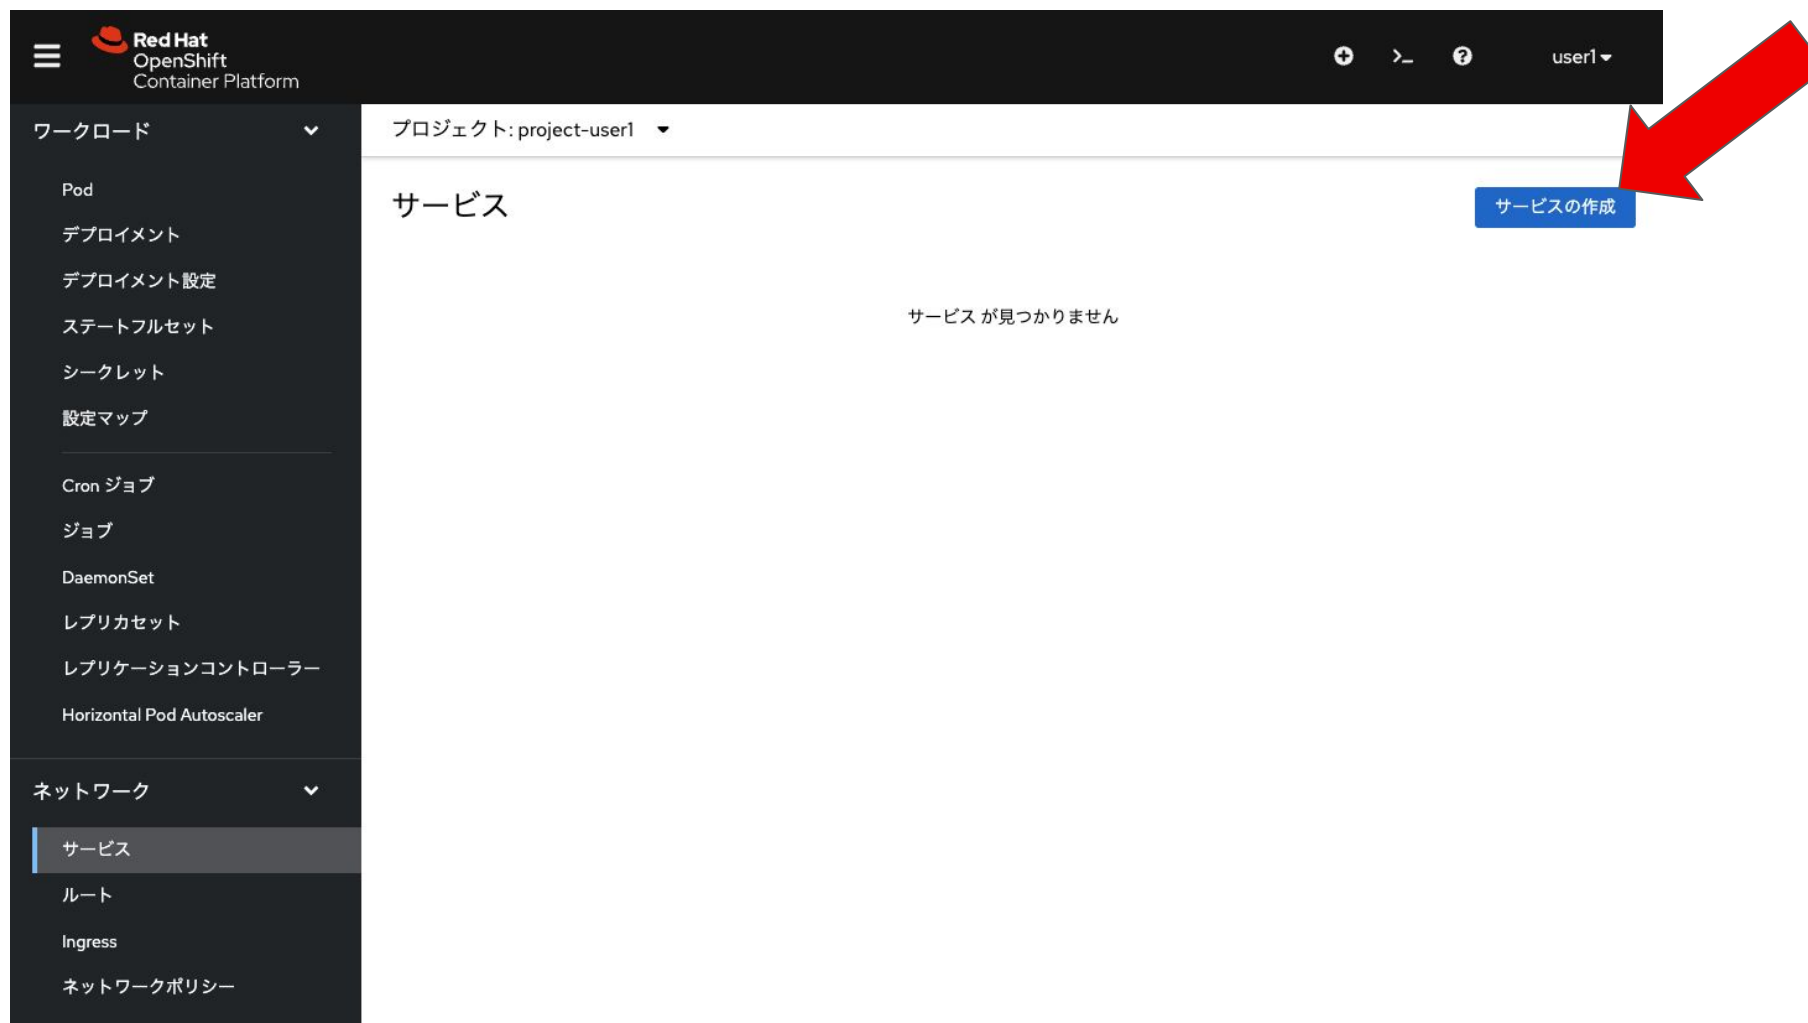 Red Hat
OpenShift
Container Platform
user1
ワークロード
プロジェクト: project-user1
Pod
サービス
サービスの作成
デプロイメント
デプロイメント設定
サービス が見つかりません
ステートフルセット
シークレット
設定マップ
Cron ジョブ
ジョブ
DaemonSet
レプリカセット
レプリケーションコントローラー
Horizontal Pod Autoscaler
ネットワーク
サービス
ルート
Ingress
ネットワークポリシー